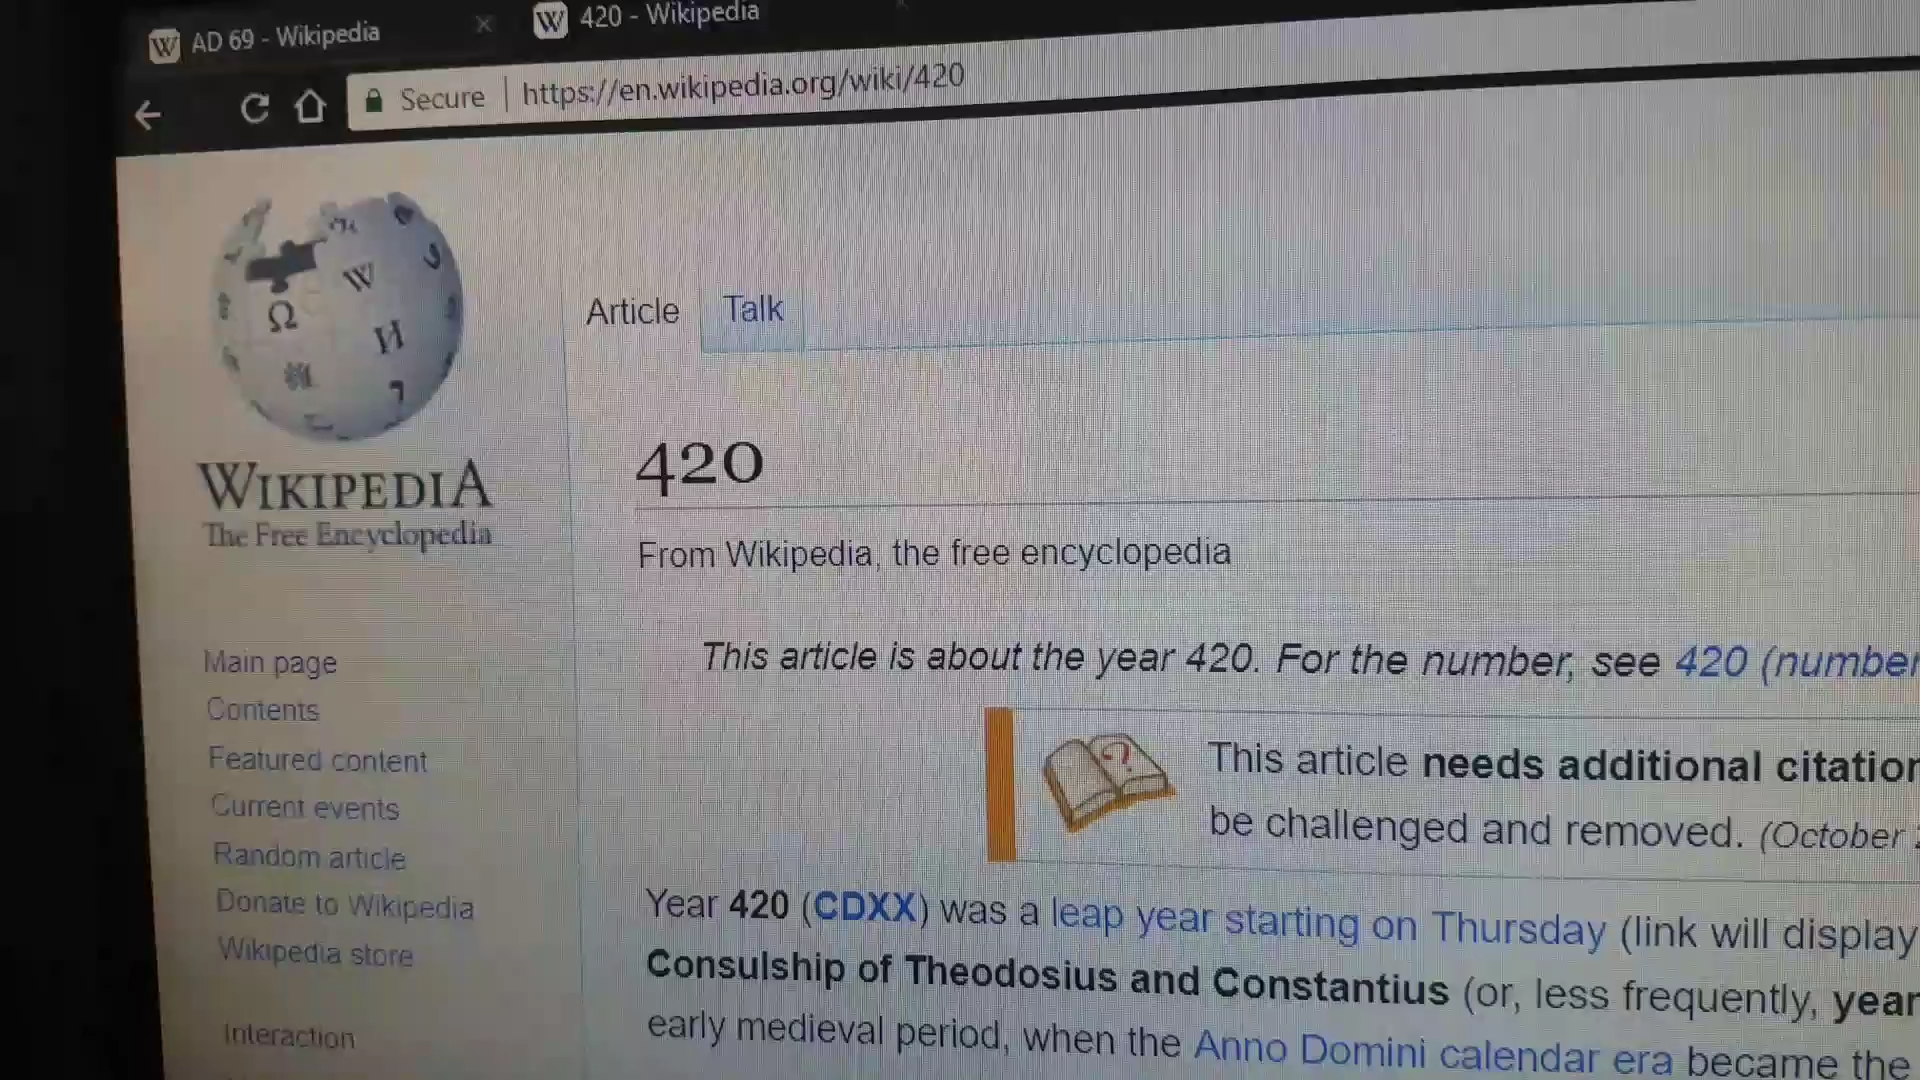 AD 69 - Wikipedia
420 - Wikipedia
Secure | https://en.wikipedia.org/wiki/420
Article Talk
WIKIPEDIA
The Free Encyclopedia
Main page
Contents
Featured content
Current events
Random article
Donate to Wikipedia
Wikipedia store
Interaction
420
From Wikipedia, the free encyclopedia
This article is about the year 420. For the number, see 420 (number
This article needs additional citation
be challenged and removed. (October
Year 420 (CDXX) was a leap year starting on Thursday (link will display
Consulship of Theodosius and Constantius (or, less frequently, year
early medieval period, when the Anno Domini calendar era became the